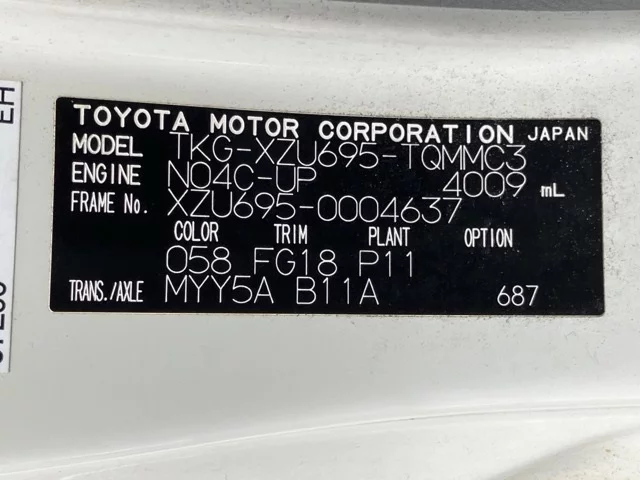 TOYOTA MOTOR CORPORATION JAPAN
MODEL TKG-XZU695-TQMMC3
ENGINE N04C-UP 4009 mL
FRAME No. XZU695-0004637
COLOR TRIM PLANT OPTION
058 FG18 P11
TRANS./AXLE MYY5A B11A 687
EH